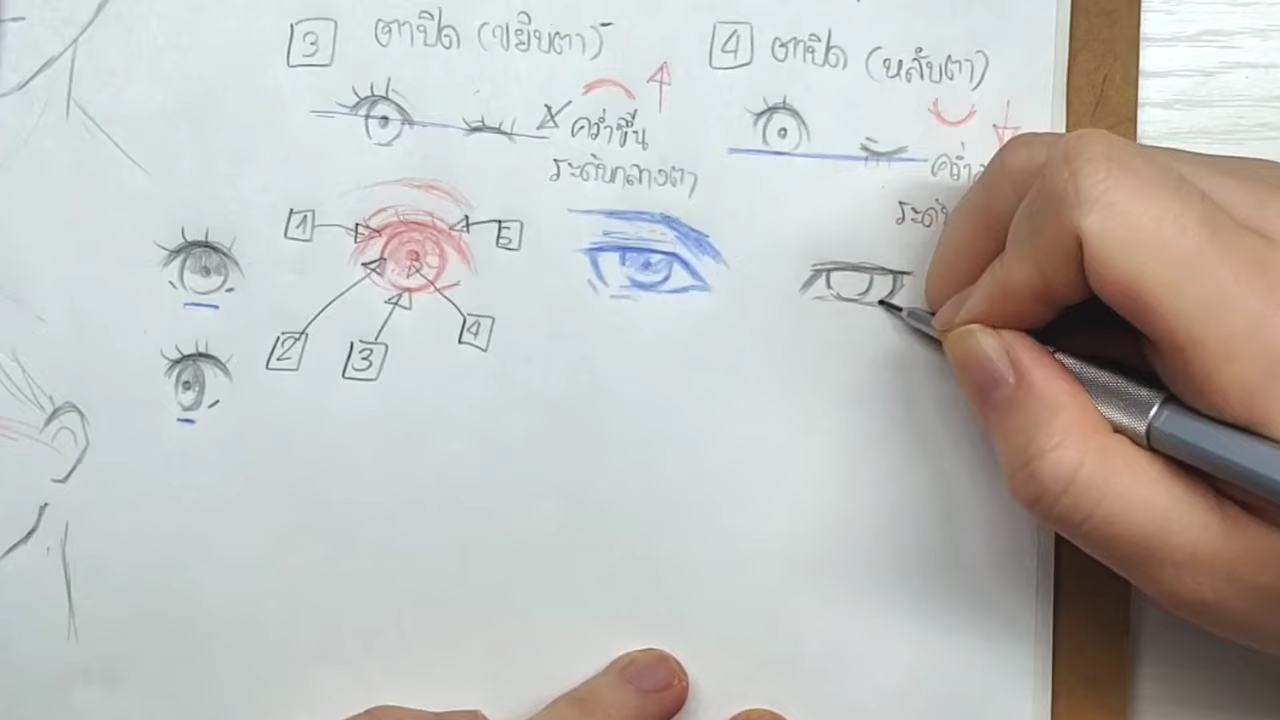 3 ตาปิด (ขยิบตา)
คว่ำขึ้น
ระดับกลางตา
4 ตาปิด (หลับตา)
1
5
2
3
4